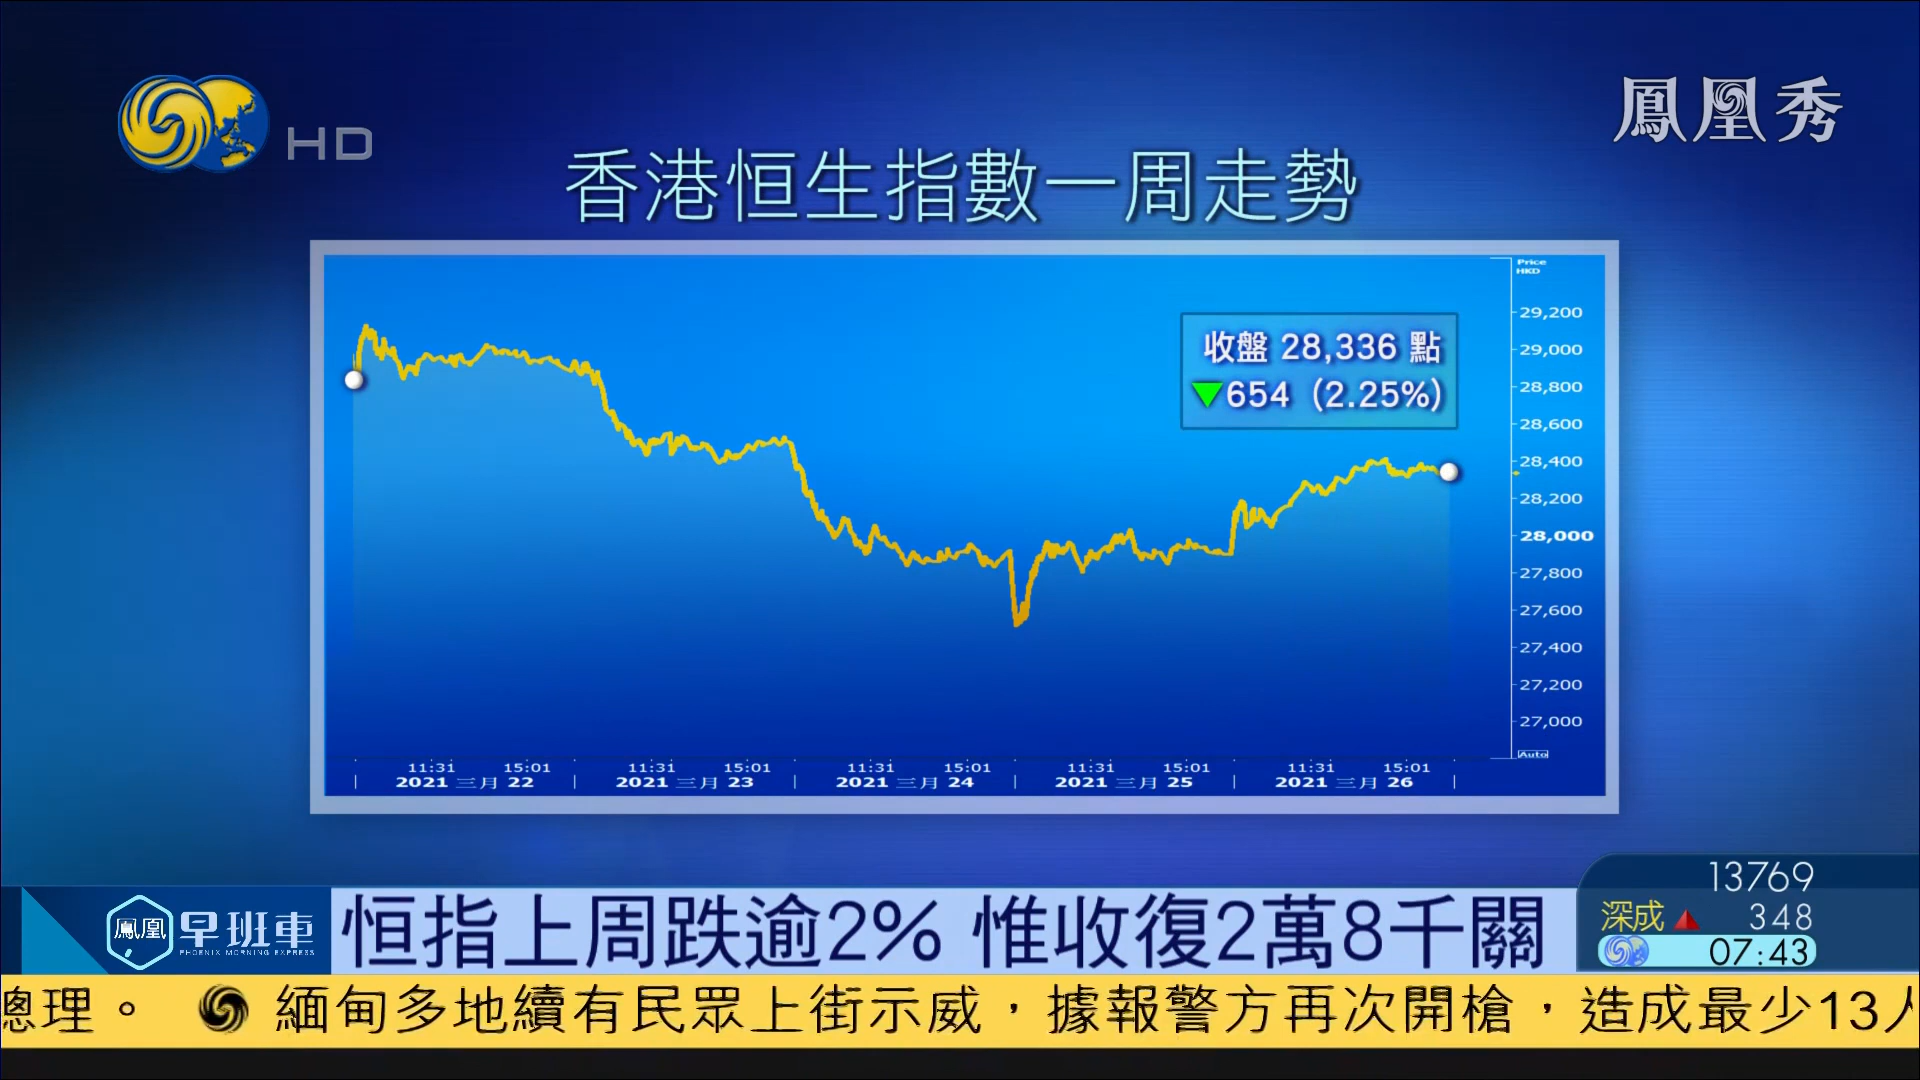 HD
鳳凰秀
香港恒生指數一周走勢
Price
HKD
收盤 28,336 點
▼654 (2.25%)
29,200
29,000
28,800
28,600
28,400
28,200
28,000
27,800
27,600
27,400
27,200
27,000
Auto
11:31 15:01 11:31 15:01 11:31 15:01 11:31 15:01 11:31 15:01
2021 三月 22 2021 三月 23 2021 三月 24 2021 三月 25 2021 三月 26
鳳凰早班車
PHOENIX MORNING EXPRESS
恒指上周跌逾2% 惟收復2萬8千關
13769
深成 ▲ 348
07:43
總理。 緬甸多地續有民眾上街示威，據報警方再次開槍，造成最少13人